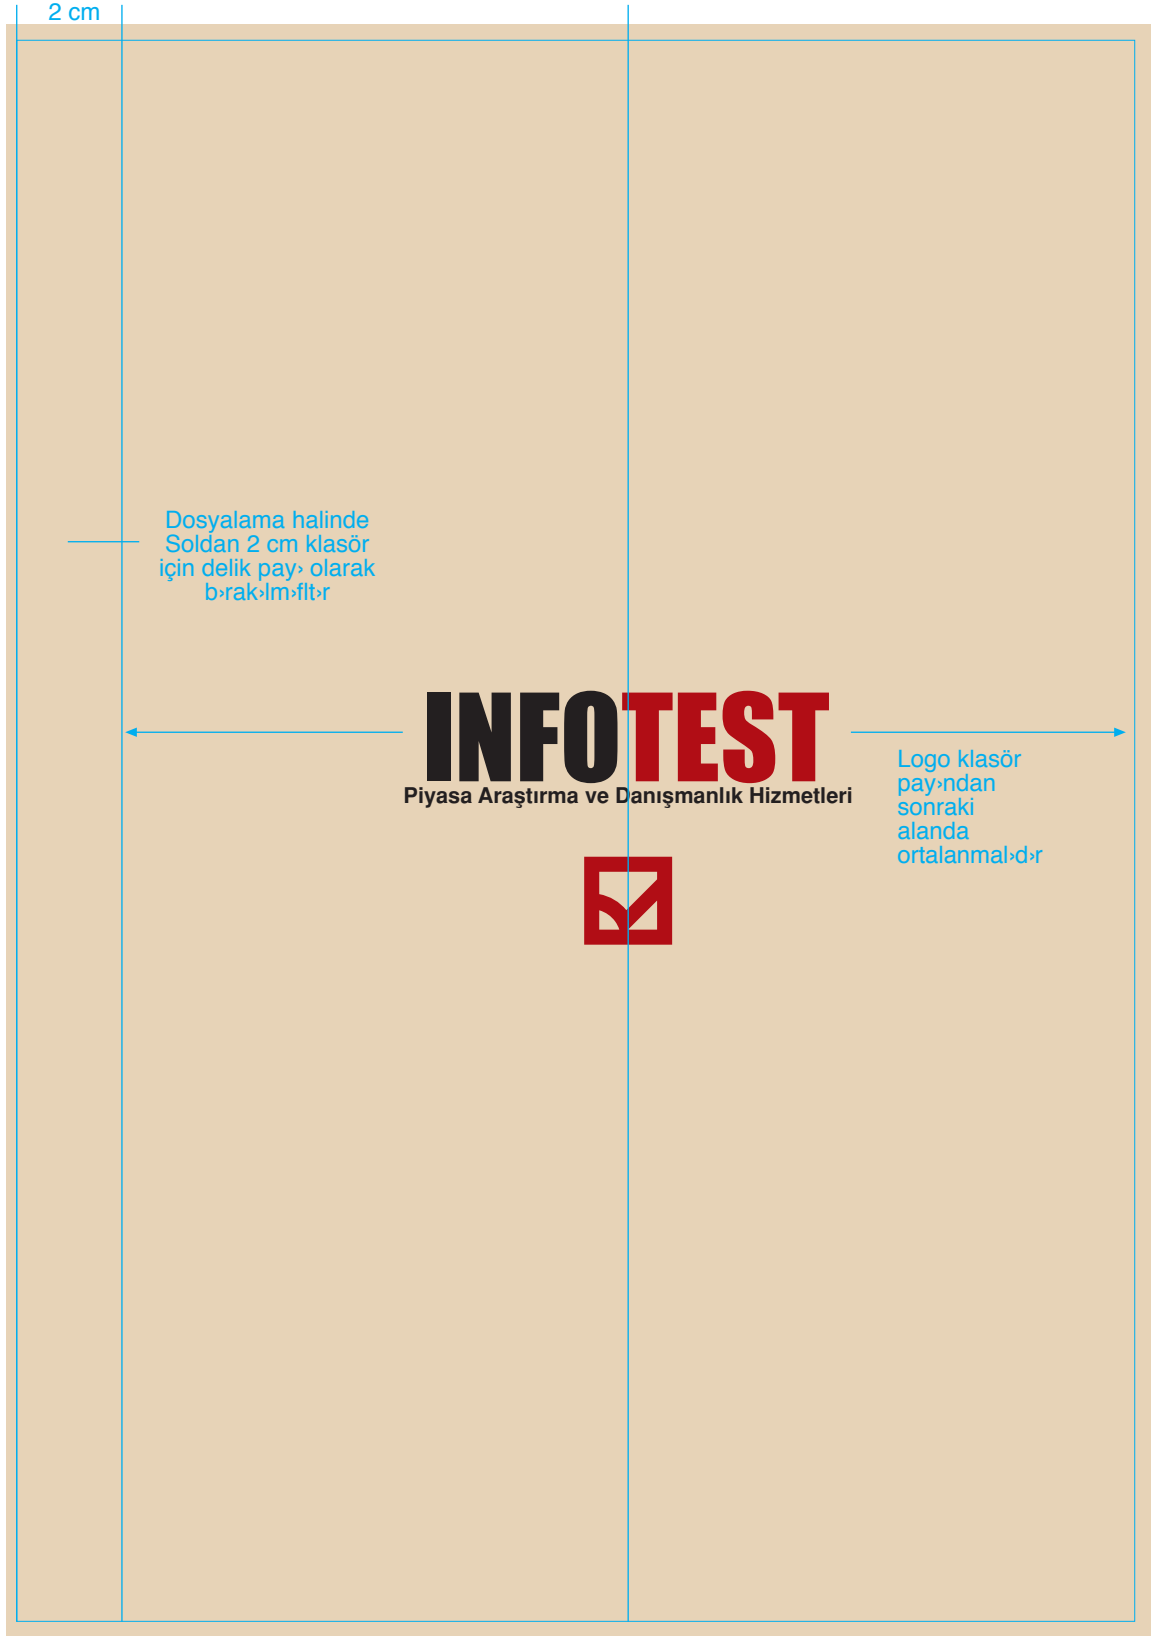 2 cm
Dosyalama halinde
Soldan 2 cm klasör
için delik pay› olarak
b›rak›lm›flt›r
INFOTEST
Piyasa Araştırma ve Danışmanlık Hizmetleri
Logo klasör
pay›ndan
sonraki
alanda
ortalanmal›d›r